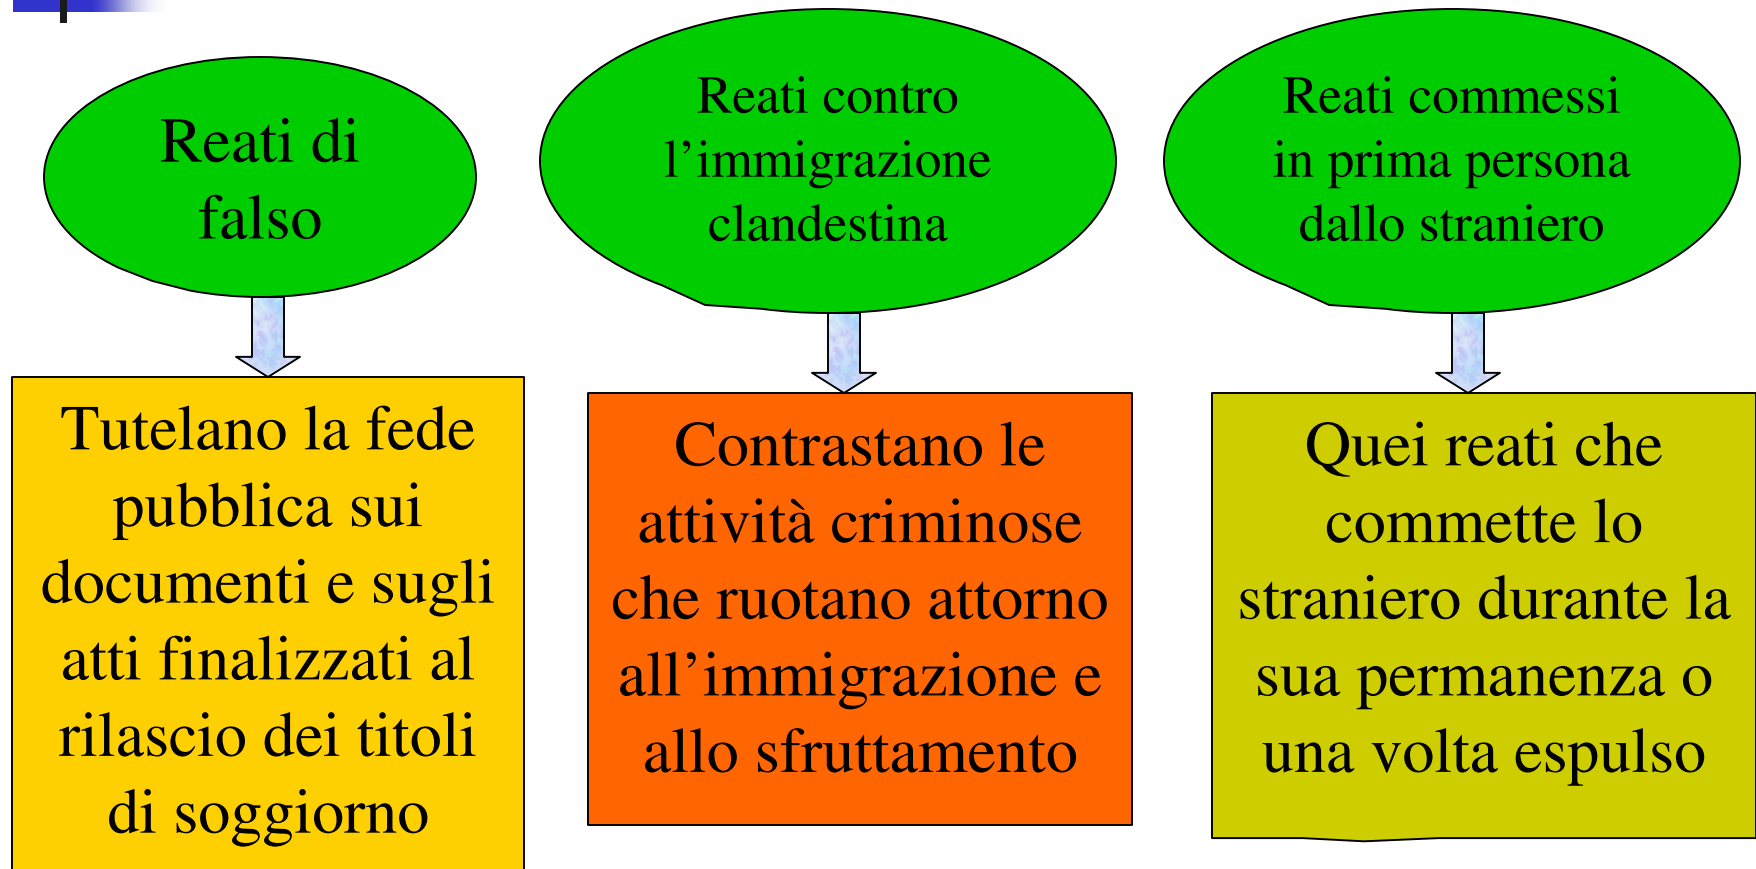 Reati di
falso
Reati contro
l’immigrazione
clandestina
Reati commessi
in prima persona
dallo straniero
Tutelano la fede
pubblica sui
documenti e sugli
atti finalizzati al
rilascio dei titoli
di soggiorno
Contrastano le
attività criminose
che ruotano attorno
all’immigrazione e
allo sfruttamento
Quei reati che
commette lo
straniero durante la
sua permanenza o
una volta espulso